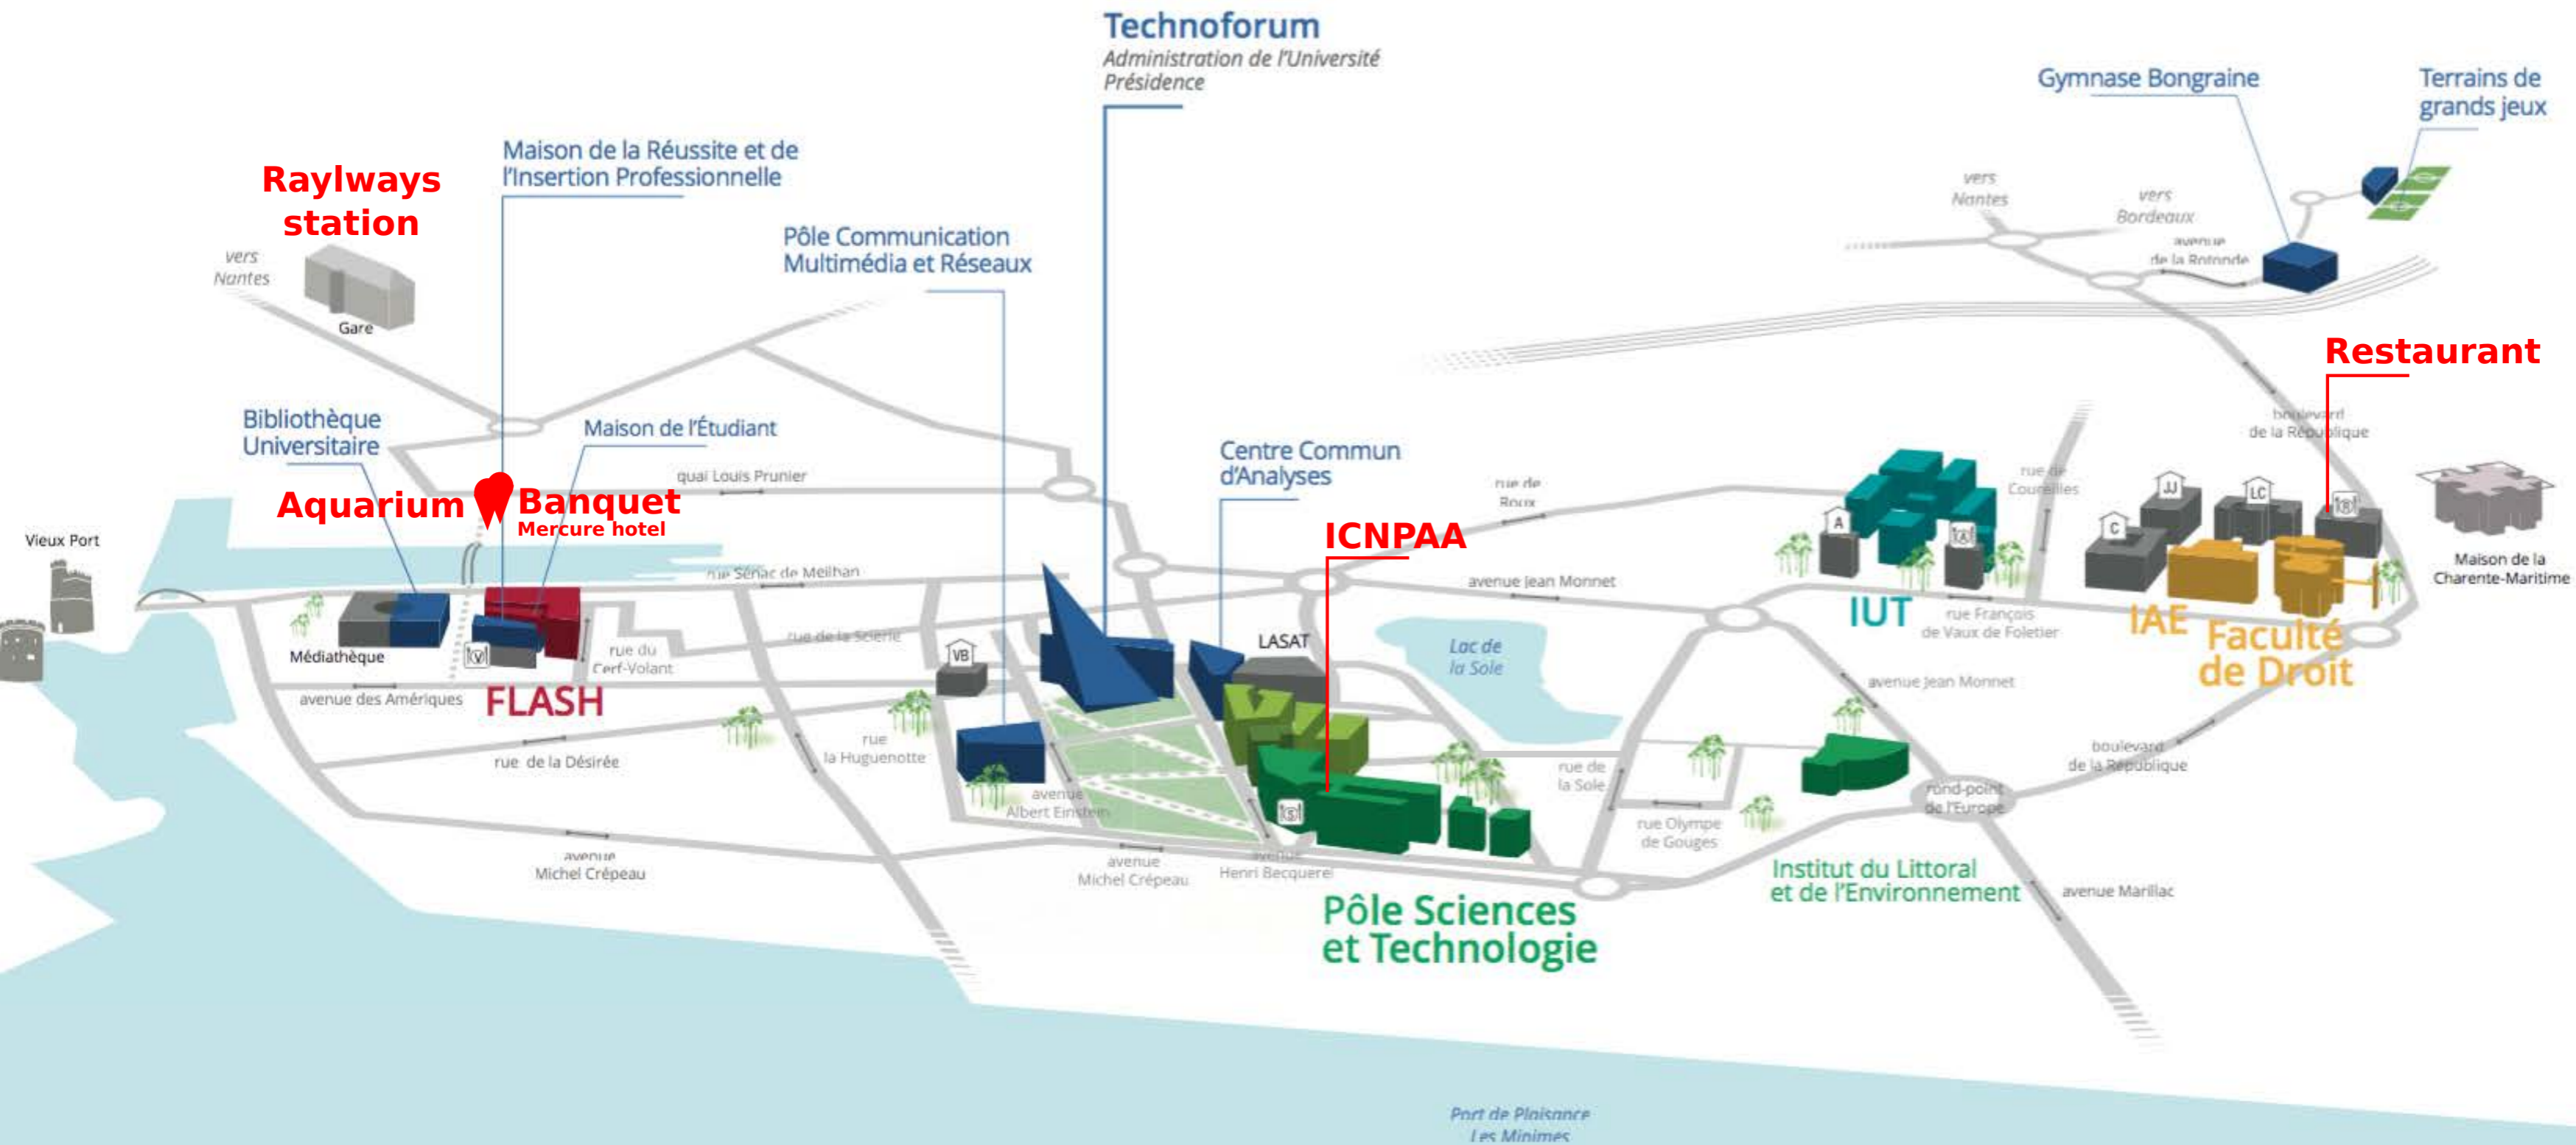 Technoforum
Administration de l'Université
Présidence
Gymnase Bongraine
Terrains de
grands jeux
Maison de la Réussite et de
l'Insertion Professionnelle
Raylways
station
vers
Nantes
Gare
Pôle Communication
Multimédia et Réseaux
vers
Nantes
vers
Bordeaux
avenue
de la Rotonde
Restaurant
boulevard
de la République
Bibliothèque
Universitaire
Maison de l'Étudiant
Centre Commun
d'Analyses
quai Louis Prunier
Aquarium
Banquet
Mercure hotel
rue de
Roux
rue de
Coureilles
JJ
LC
R
C
A
A
ICNPAA
Vieux Port
Maison de la
Charente-Maritime
rue Sénac de Meilhan
avenue Jean Monnet
IUT
rue François
de Vaux de Foletier
IAE
Faculté
de Droit
rue de la Scierie
LASAT
Lac de
la Sole
VB
V
Médiathèque
rue du
Cerf-Volant
avenue des Amériques
FLASH
avenue Jean Monnet
rue
la Huguenotte
rue de la Désirée
boulevard
de la République
rue de
la Sole
rond-point
de l'Europe
avenue
Albert Einstein
S
rue Olympe
de Gouges
avenue
Michel Crépeau
avenue
Michel Crépeau
avenue
Henri Becquerel
Institut du Littoral
et de l'Environnement
avenue Marillac
Pôle Sciences
et Technologie
Port de Plaisance
Les Minimes